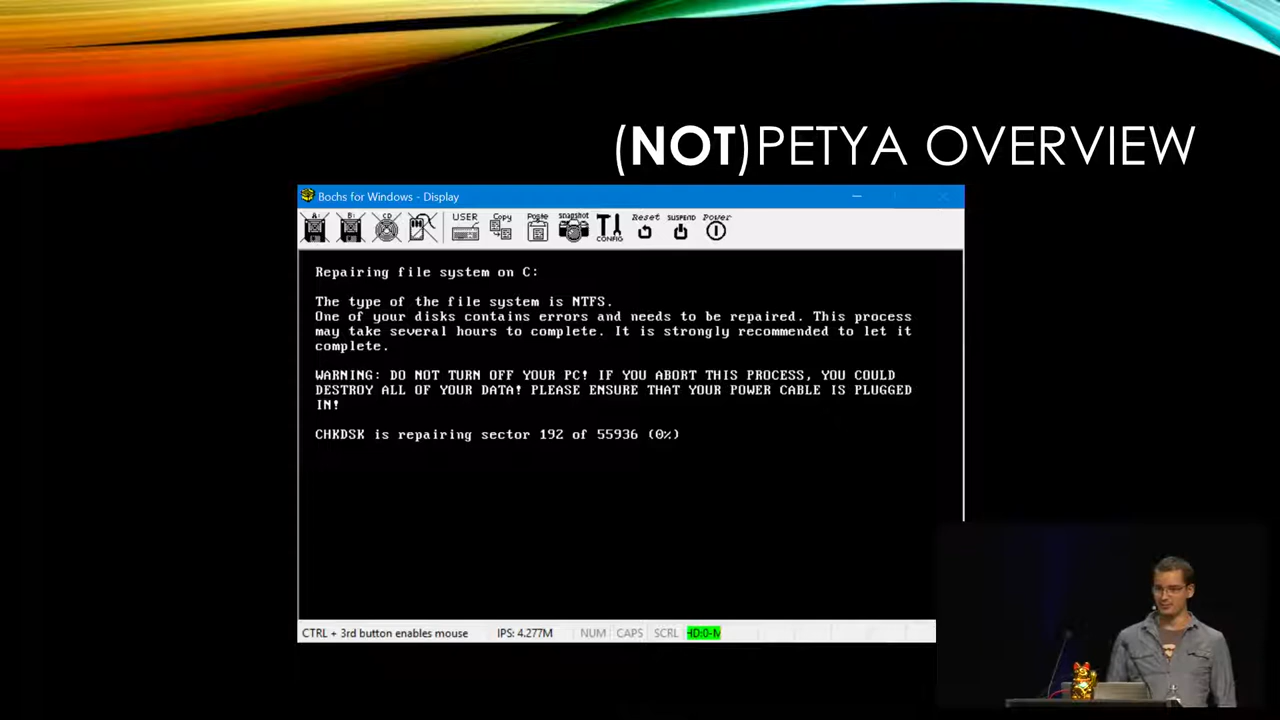 (NOT)PETYA OVERVIEW
Bochs for Windows - Display
A: B: CD USER Copy Paste Snapshot CONFIG Reset SUSPEND Power
Repairing file system on C:
The type of the file system is NTFS.
One of your disks contains errors and needs to be repaired. This process
may take several hours to complete. It is strongly recommended to let it
complete.
WARNING: DO NOT TURN OFF YOUR PC! IF YOU ABORT THIS PROCESS, YOU COULD
DESTROY ALL OF YOUR DATA! PLEASE ENSURE THAT YOUR POWER CABLE IS PLUGGED
IN!
CHKDSK is repairing sector 192 of 55936 (0%)
CTRL + 3rd button enables mouse IPS: 4.277M NUM CAPS SCRL HD:0-M